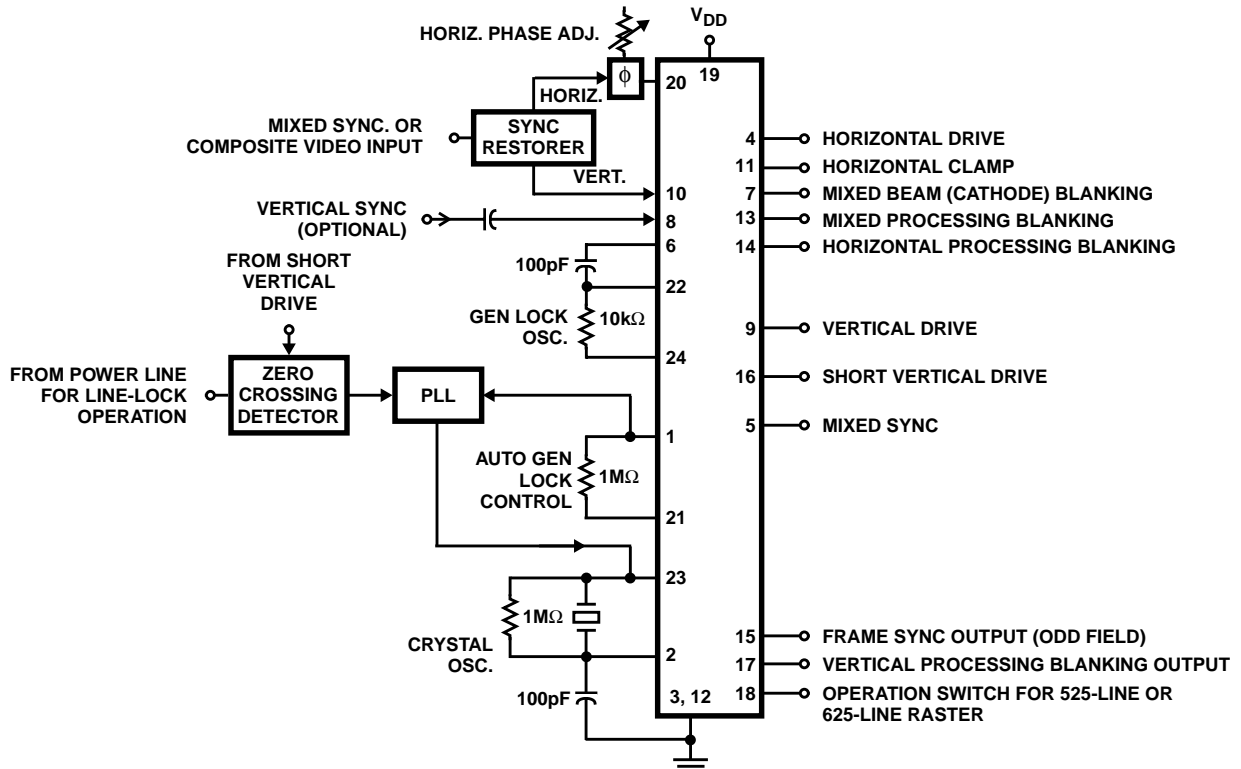 V_DD
HORIZ. PHASE ADJ.
ϕ
20
19
HORIZ.
MIXED SYNC. OR
COMPOSITE VIDEO INPUT
SYNC
RESTORER
VERT.
10
VERTICAL SYNC
(OPTIONAL)
8
6
100pF
22
FROM SHORT
VERTICAL
DRIVE
GEN LOCK
OSC.
10kΩ
24
FROM POWER LINE
FOR LINE-LOCK
OPERATION
ZERO
CROSSING
DETECTOR
PLL
1
AUTO GEN
LOCK
CONTROL
1MΩ
21
23
1MΩ
CRYSTAL
OSC.
2
100pF
3, 12
4 HORIZONTAL DRIVE
11 HORIZONTAL CLAMP
7 MIXED BEAM (CATHODE) BLANKING
13 MIXED PROCESSING BLANKING
14 HORIZONTAL PROCESSING BLANKING
9 VERTICAL DRIVE
16 SHORT VERTICAL DRIVE
5 MIXED SYNC
15 FRAME SYNC OUTPUT (ODD FIELD)
17 VERTICAL PROCESSING BLANKING OUTPUT
18 OPERATION SWITCH FOR 525-LINE OR
625-LINE RASTER